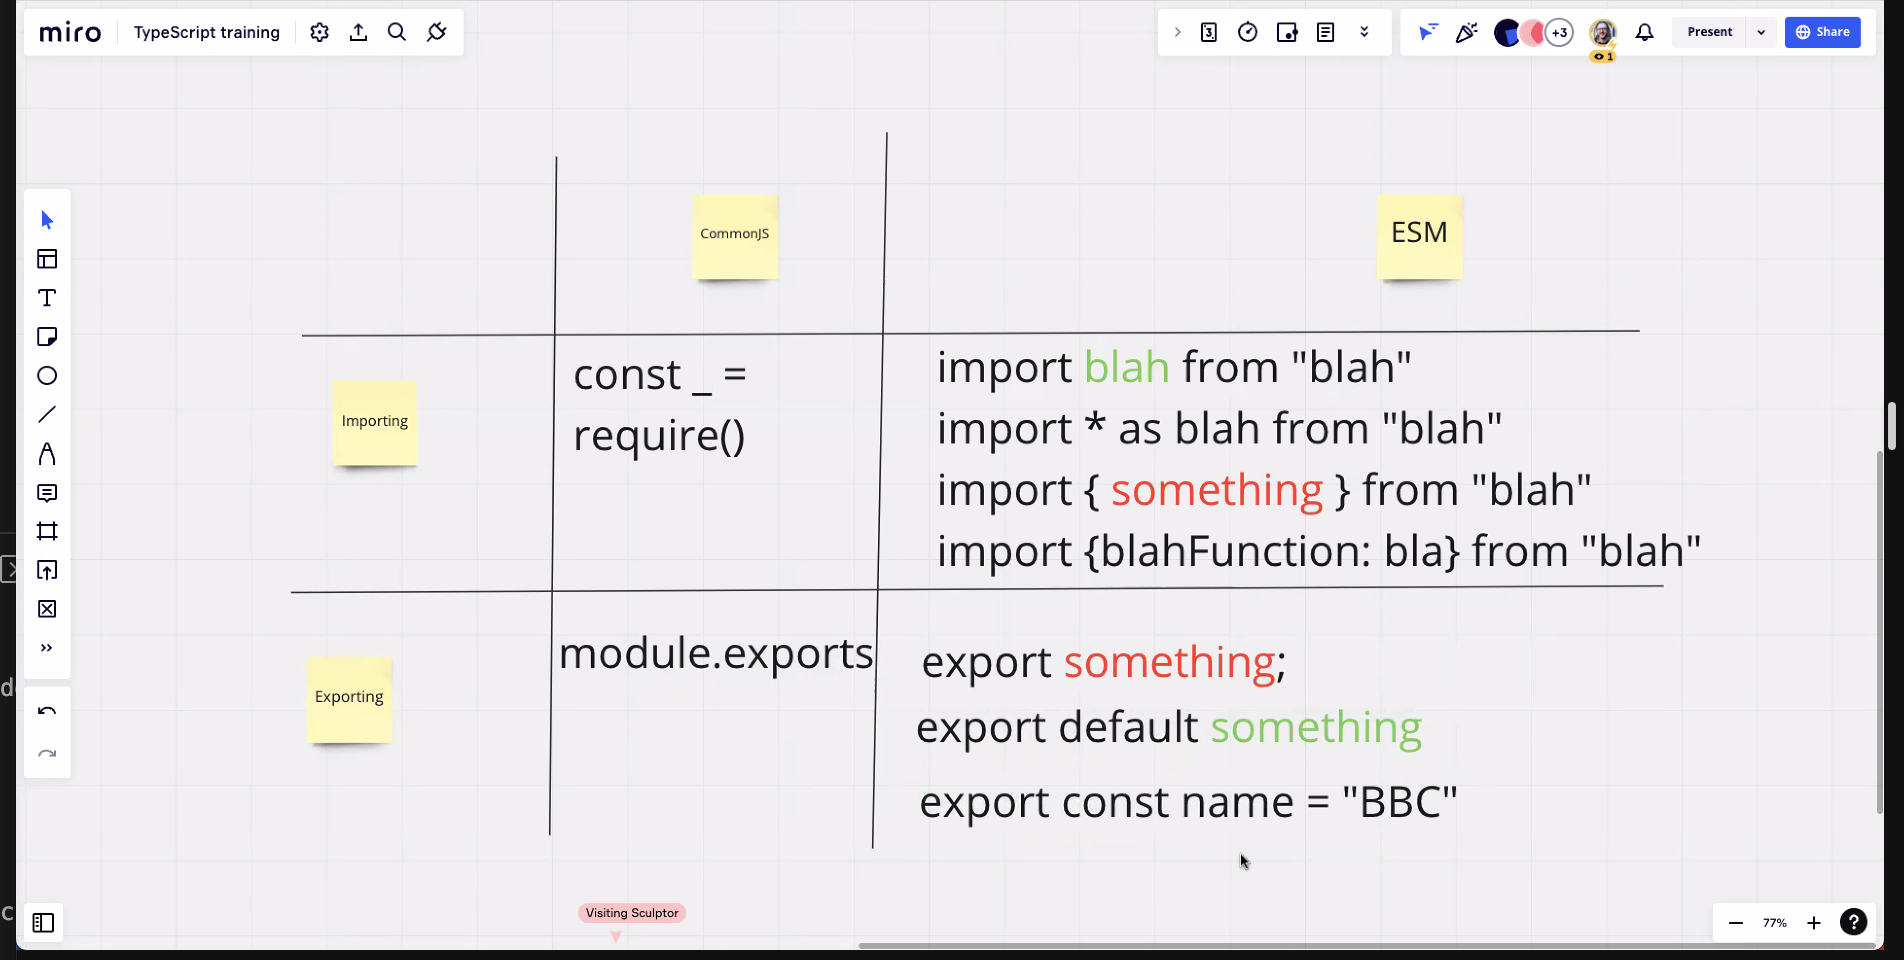 miro
TypeScript training
3
+3
1
Present
Share
CommonJS
ESM
Importing
const _ =
require()
import blah from "blah"
import * as blah from "blah"
import { something } from "blah"
import {blahFunction: bla} from "blah"
Exporting
module.exports
export something;
export default something
export const name = "BBC"
Visiting Sculptor
77%